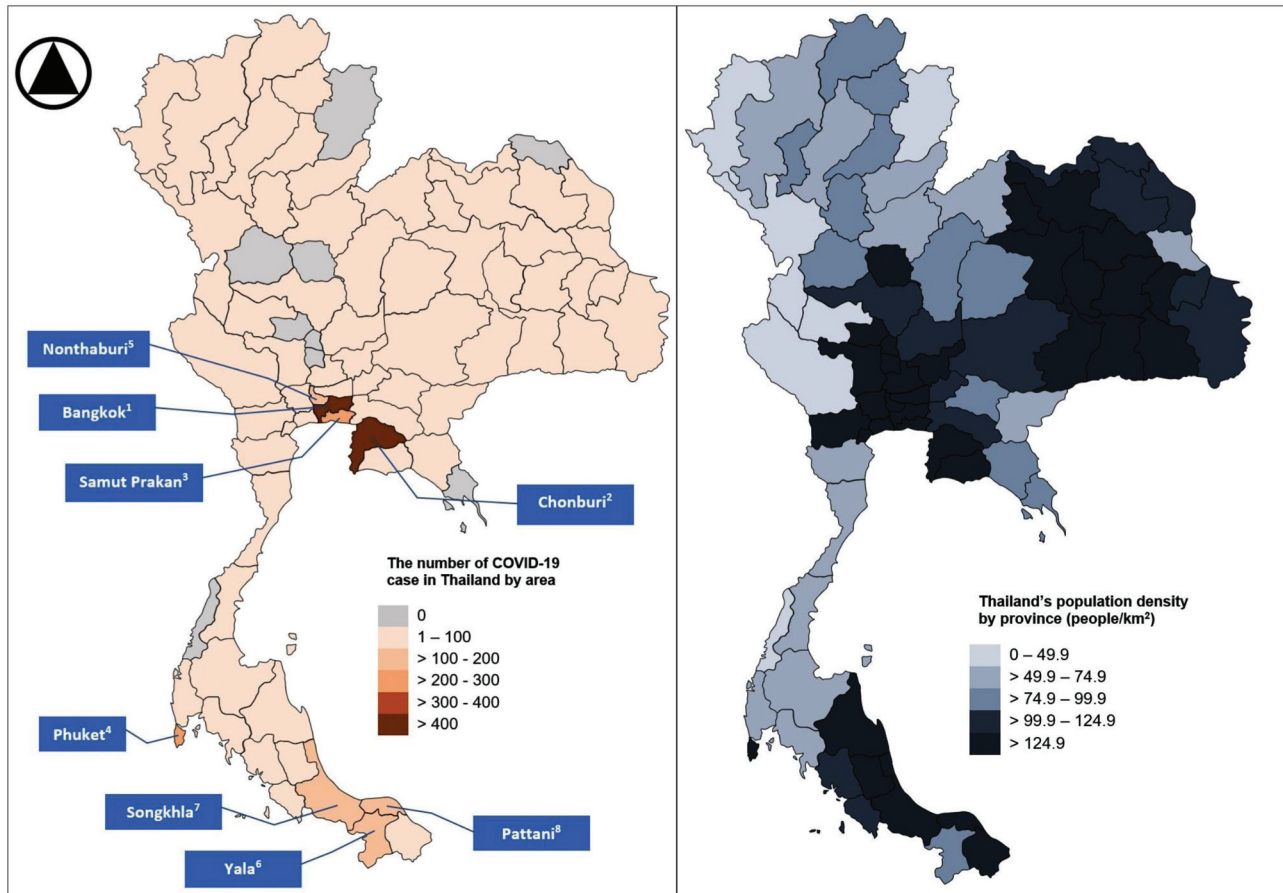 Nonthaburi⁵
Bangkok¹
Samut Prakan³
Chonburi²
The number of COVID-19
case in Thailand by area
0
1 – 100
> 100 - 200
> 200 - 300
> 300 - 400
> 400
Phuket⁴
Songkhla⁷
Pattani⁸
Yala⁶
Thailand's population density
by province (people/km²)
0 – 49.9
> 49.9 – 74.9
> 74.9 – 99.9
> 99.9 – 124.9
> 124.9